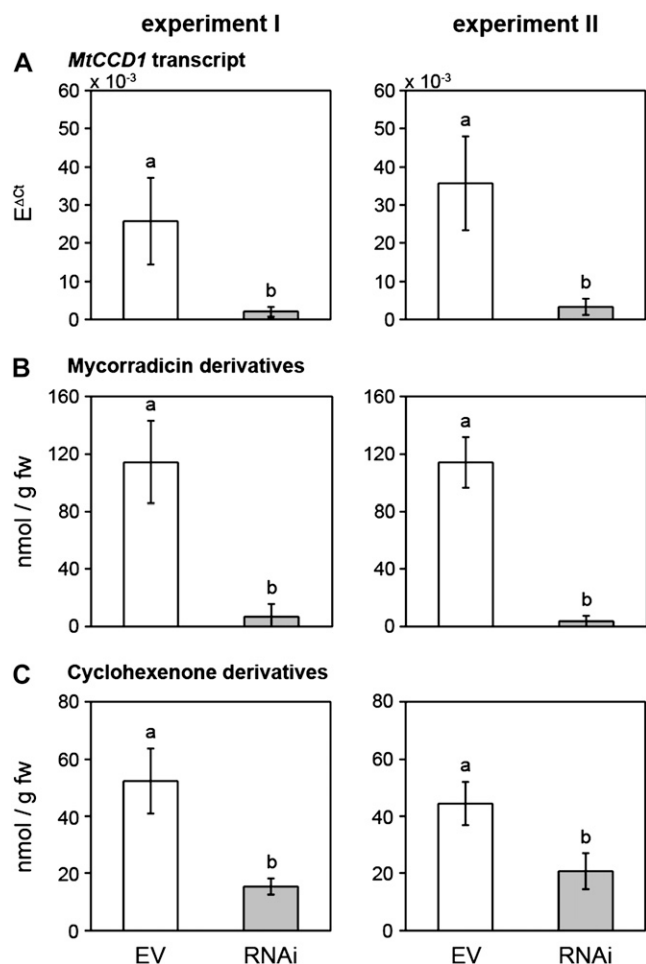 experiment I experiment II
A MtCCD1 transcript
x 10⁻³ x 10⁻³
60 60
50 50
a
40 a 40
E^ΔCt
30 30
20 20
10 b 10 b
0 0
B Mycorradicin derivatives
160 160
a a
120 120
nmol / g fw
80 80
40 40
b b
0 0
C Cyclohexenone derivatives
80 80
a
60 60
a
nmol / g fw
40 40
b b
20 20
0 0
EV RNAi EV RNAi